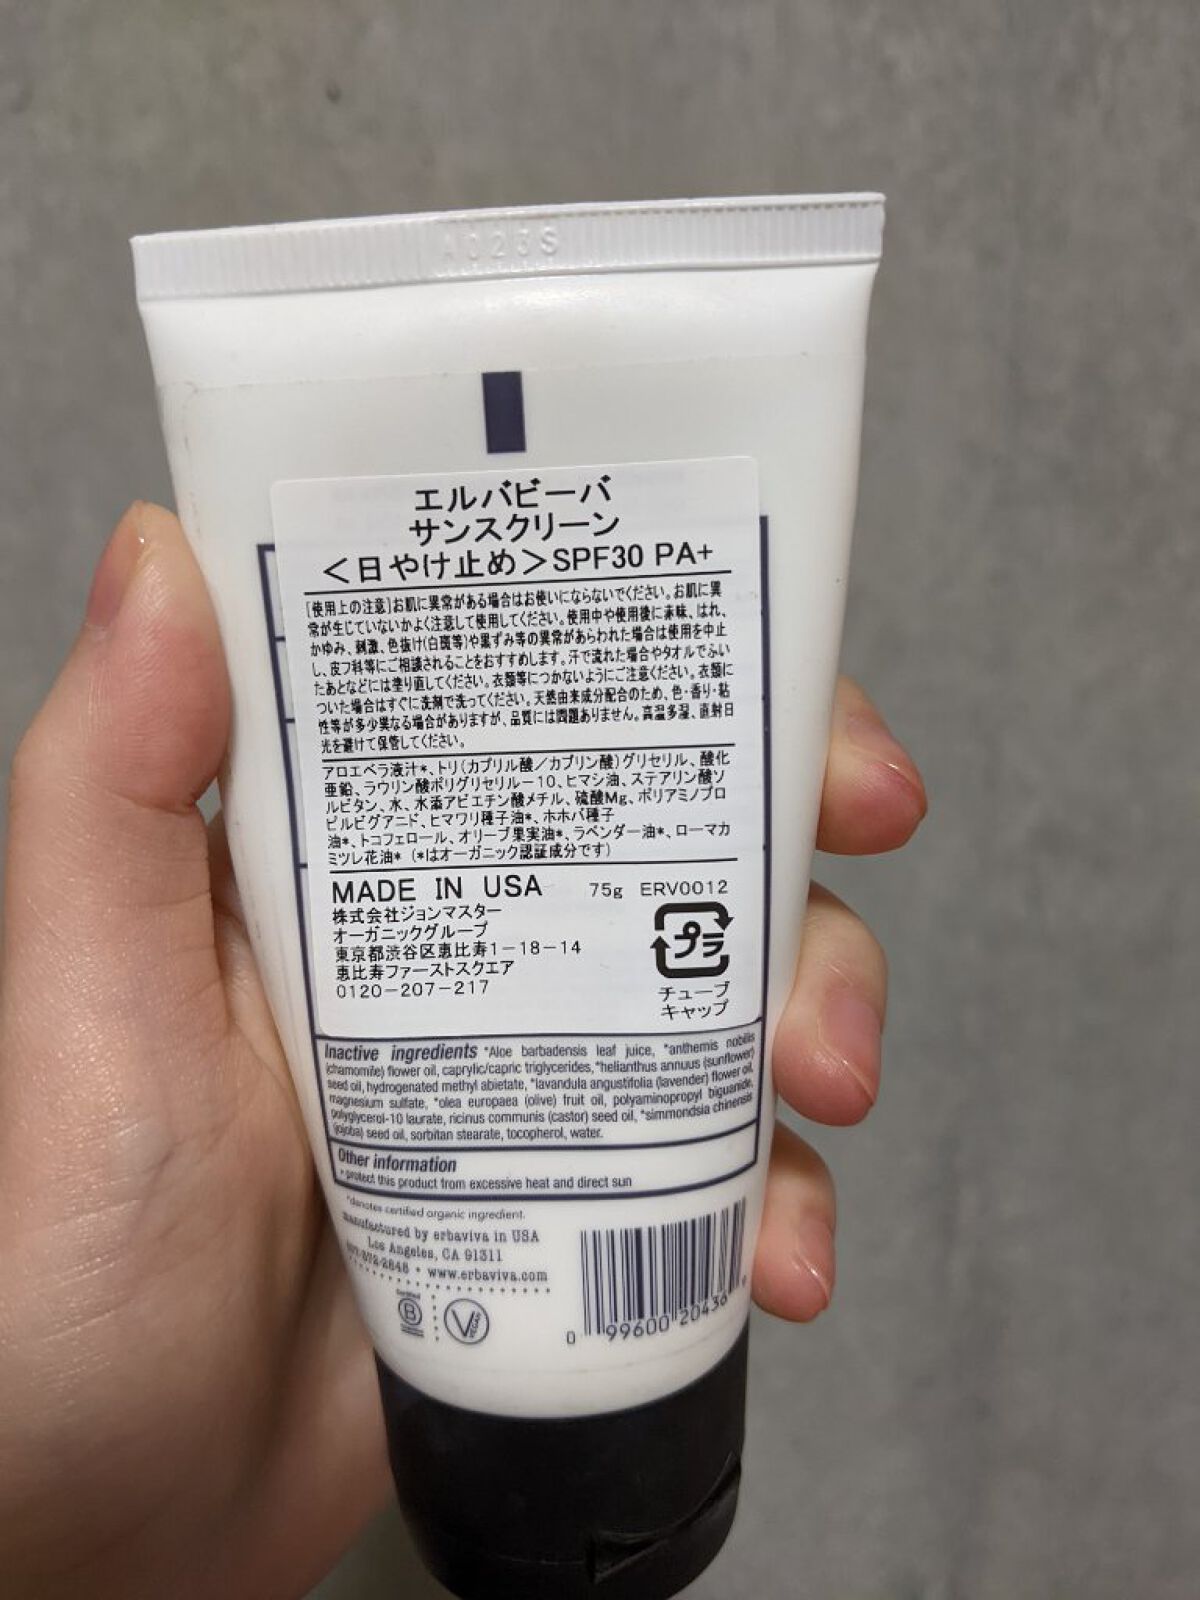 A023S
エルバビーバ
サンスクリーン
＜日やけ止め＞SPF30 PA+
[使用上の注意]お肌に異常がある場合はお使いにならないでください。お肌に異
常が生じていないかよく注意して使用してください。使用中や使用後に赤味、はれ、
かゆみ、刺激、色抜け(白斑等)や黒ずみ等の異常があらわれた場合は使用を中止
し、皮フ科等にご相談されることをおすすめします。汗で流れた場合やタオルでふい
たあとなどには塗り直してください。衣類等につかないようにご注意ください。衣類に
ついた場合はすぐに洗剤で洗ってください。天然由来成分配合のため、色・香り・粘
性等が多少異なる場合がありますが、品質には問題ありません。高温多湿、直射日
光を避けて保管してください。
アロエベラ液汁*、トリ(カプリル酸／カプリン酸)グリセリル、酸化
亜鉛、ラウリン酸ポリグリセリル－10、ヒマシ油、ステアリン酸ソ
ルビタン、水、水添アビエチン酸メチル、硫酸Mg、ポリアミノプロ
ピルビグアニド、ヒマワリ種子油*、ホホバ種子
油*、トコフェロール、オリーブ果実油*、ラベンダー油*、ローマカ
ミツレ花油* (*はオーガニック認証成分です)
MADE IN USA 75g ERV0012
株式会社ジョンマスター
オーガニックグループ
東京都渋谷区恵比寿1－18－14
恵比寿ファーストスクエア
0120－207－217
プラ
チューブ
キャップ
Inactive ingredients *Aloe barbadensis leaf juice, *anthemis nobilis
(chamomile) flower oil, caprylic/capric triglycerides, *helianthus annuus (sunflower)
seed oil, hydrogenated methyl abietate, *lavandula angustifolia (lavender) flower oil,
magnesium sulfate, *olea europaea (olive) fruit oil, polyaminopropyl biguanide,
polyglycerol-10 laurate, ricinus communis (castor) seed oil, *simmondsia chinensis
(jojoba) seed oil, sorbitan stearate, tocopherol, water.
Other information
• protect this product from excessive heat and direct sun
*denotes certified organic ingredient.
manufactured by erbaviva in USA
Los Angeles, CA 91311
872-2848 • www.erbaviva.com
Certified
B
V
VEGAN
0 99600 20436 9